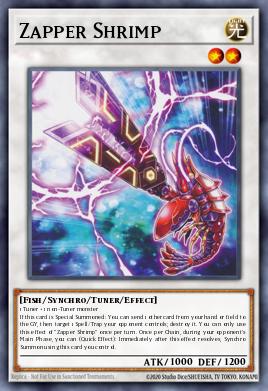 Zapper Shrimp
LIGHT
光
[Fish/Synchro/Tuner/Effect]
1 Tuner + 1 non-Tuner monster
If this card is Special Summoned: You can send 1 other card from your hand or field to
the GY, then target 1 Spell/Trap your opponent controls; destroy it. You can only use
this effect of "Zapper Shrimp" once per turn. Once per Chain, during your opponent's
Main Phase, you can (Quick Effect): Immediately after this effect resolves, Synchro
Summon using this card you control.
ATK/1000 DEF/1200
Replica - Not For Use in Sanctioned Tournaments
©2020 Studio Dice/SHUEISHA, TV TOKYO, KONAMI